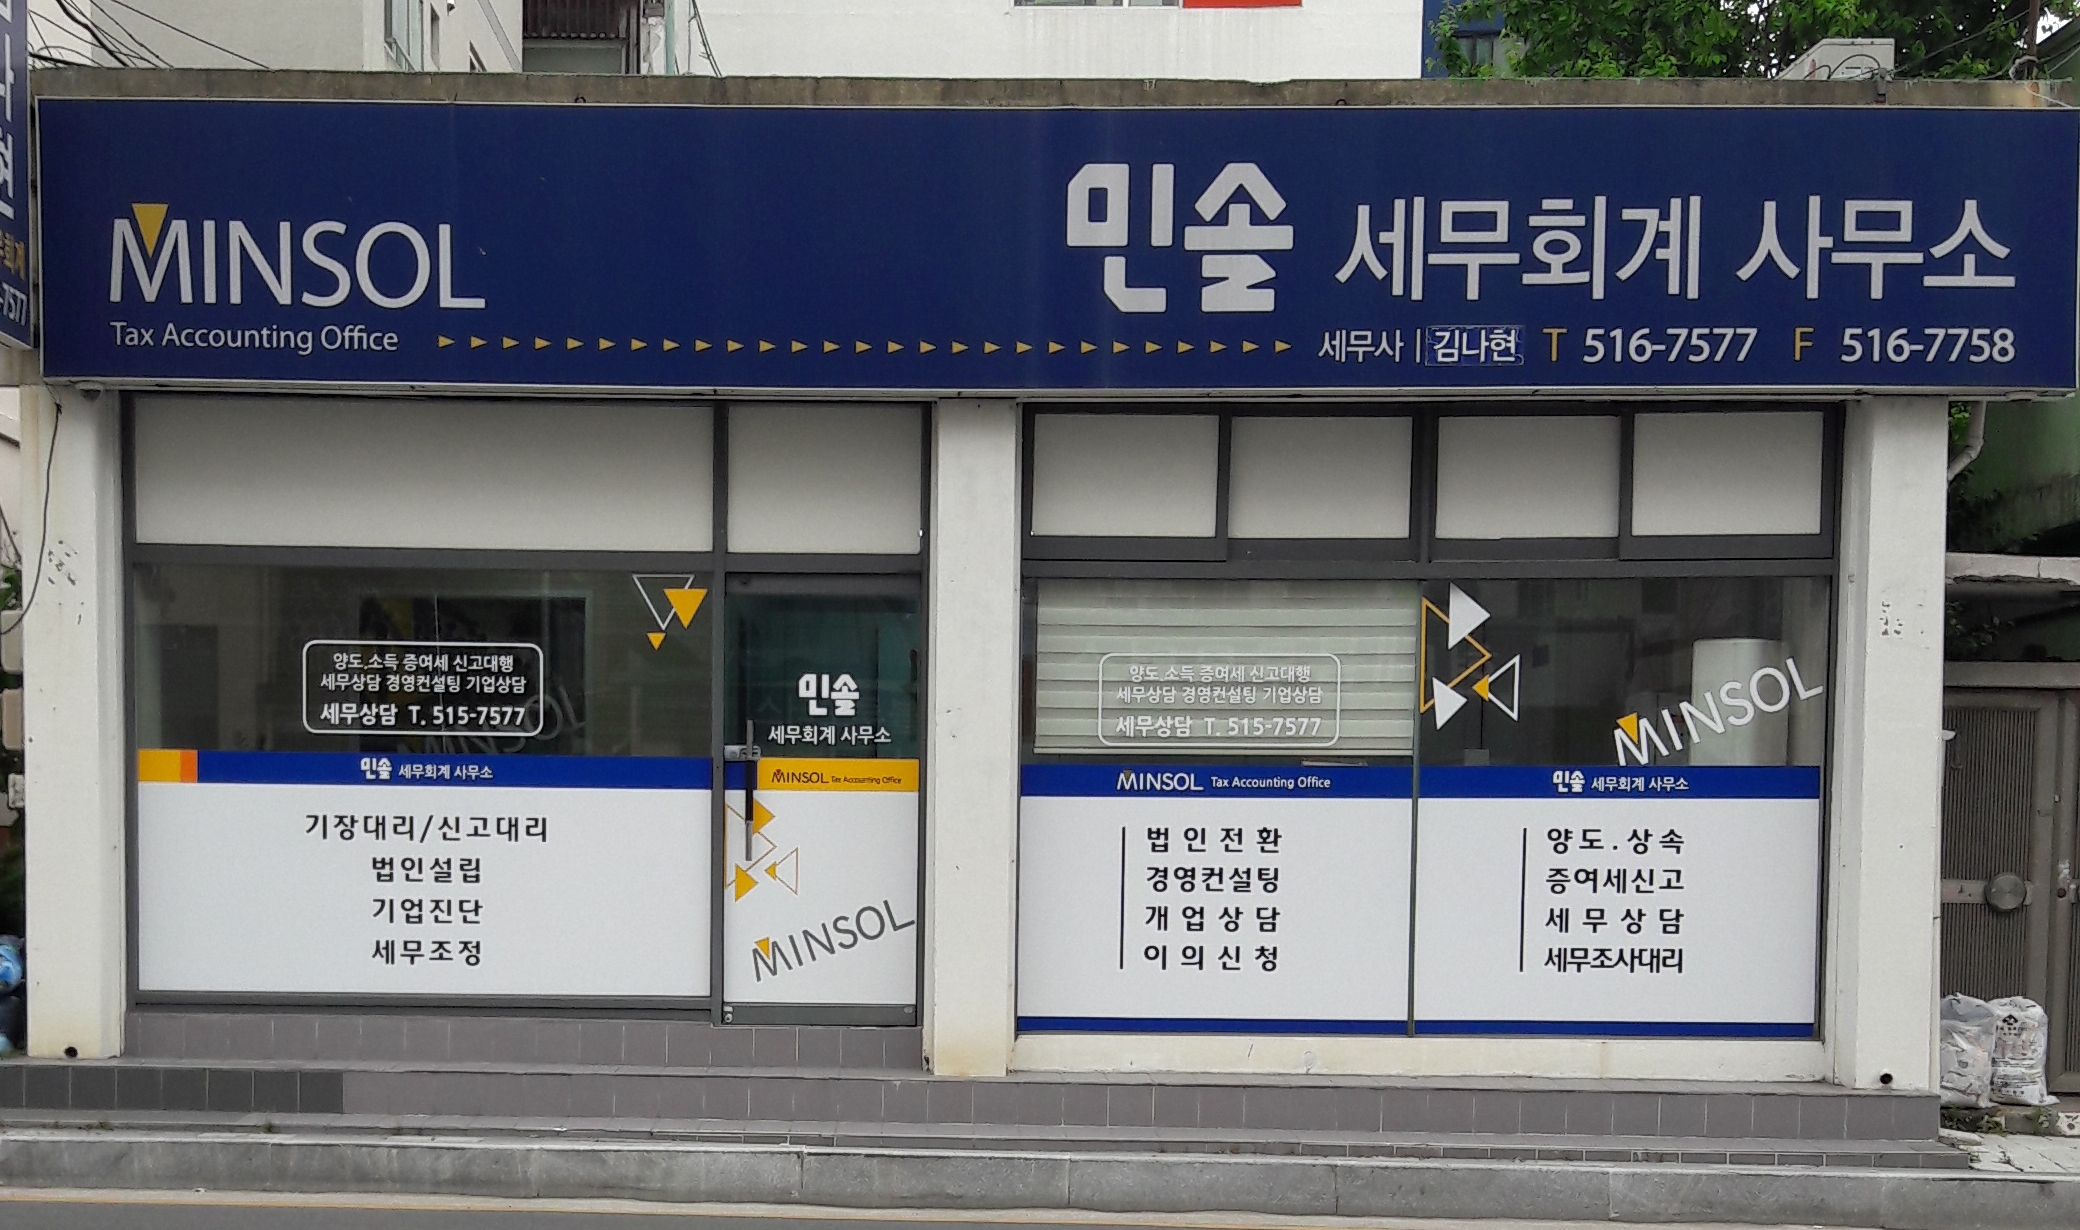 나현
회계
-7577
MINSOL
Tax Accounting Office
민솔 세무회계 사무소
세무사 | 김나현 T 516-7577 F 516-7758
양도.소득 증여세 신고대행
세무상담 경영컨설팅 기업상담
세무상담 T. 515-7577
민솔 세무회계 사무소
기장대리/신고대리
법인설립
기업진단
세무조정
민솔
세무회계 사무소
MINSOL Tax Accounting Office
MINSOL
양도.소득 증여세 신고대행
세무상담 경영컨설팅 기업상담
세무상담 T. 515-7577
MINSOL Tax Accounting Office
법인전환
경영컨설팅
개업상담
이의신청
MINSOL
민솔 세무회계 사무소
양도.상속
증여세신고
세무상담
세무조사대리